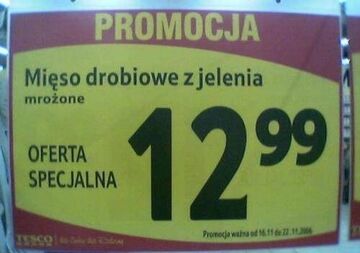 PROMOCJA
Mięso drobiowe z jelenia
mrożone
OFERTA
SPECJALNA
12 99
Promocja ważna od 16.11 do 22.11.2006
TESCO